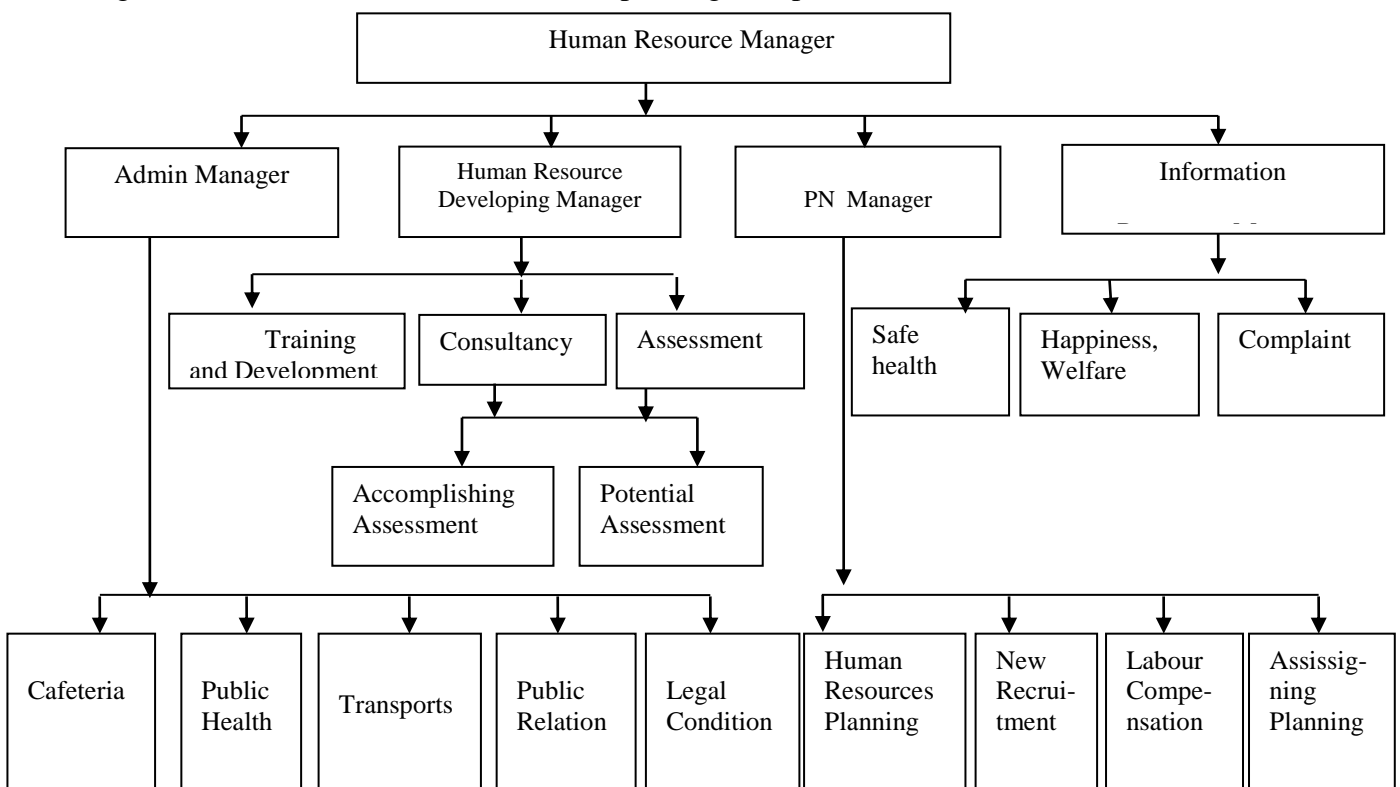 Human Resource Manager
Admin Manager
Human Resource
Developing Manager
PN Manager
Information
Training
and Development
Consultancy
Assessment
Safe
health
Happiness,
Welfare
Complaint
Accomplishing
Assessment
Potential
Assessment
Cafeteria
Public
Health
Transports
Public
Relation
Legal
Condition
Human
Resources
Planning
New
Recrui-
tment
Labour
Compe-
nsation
Assissig-
ning
Planning